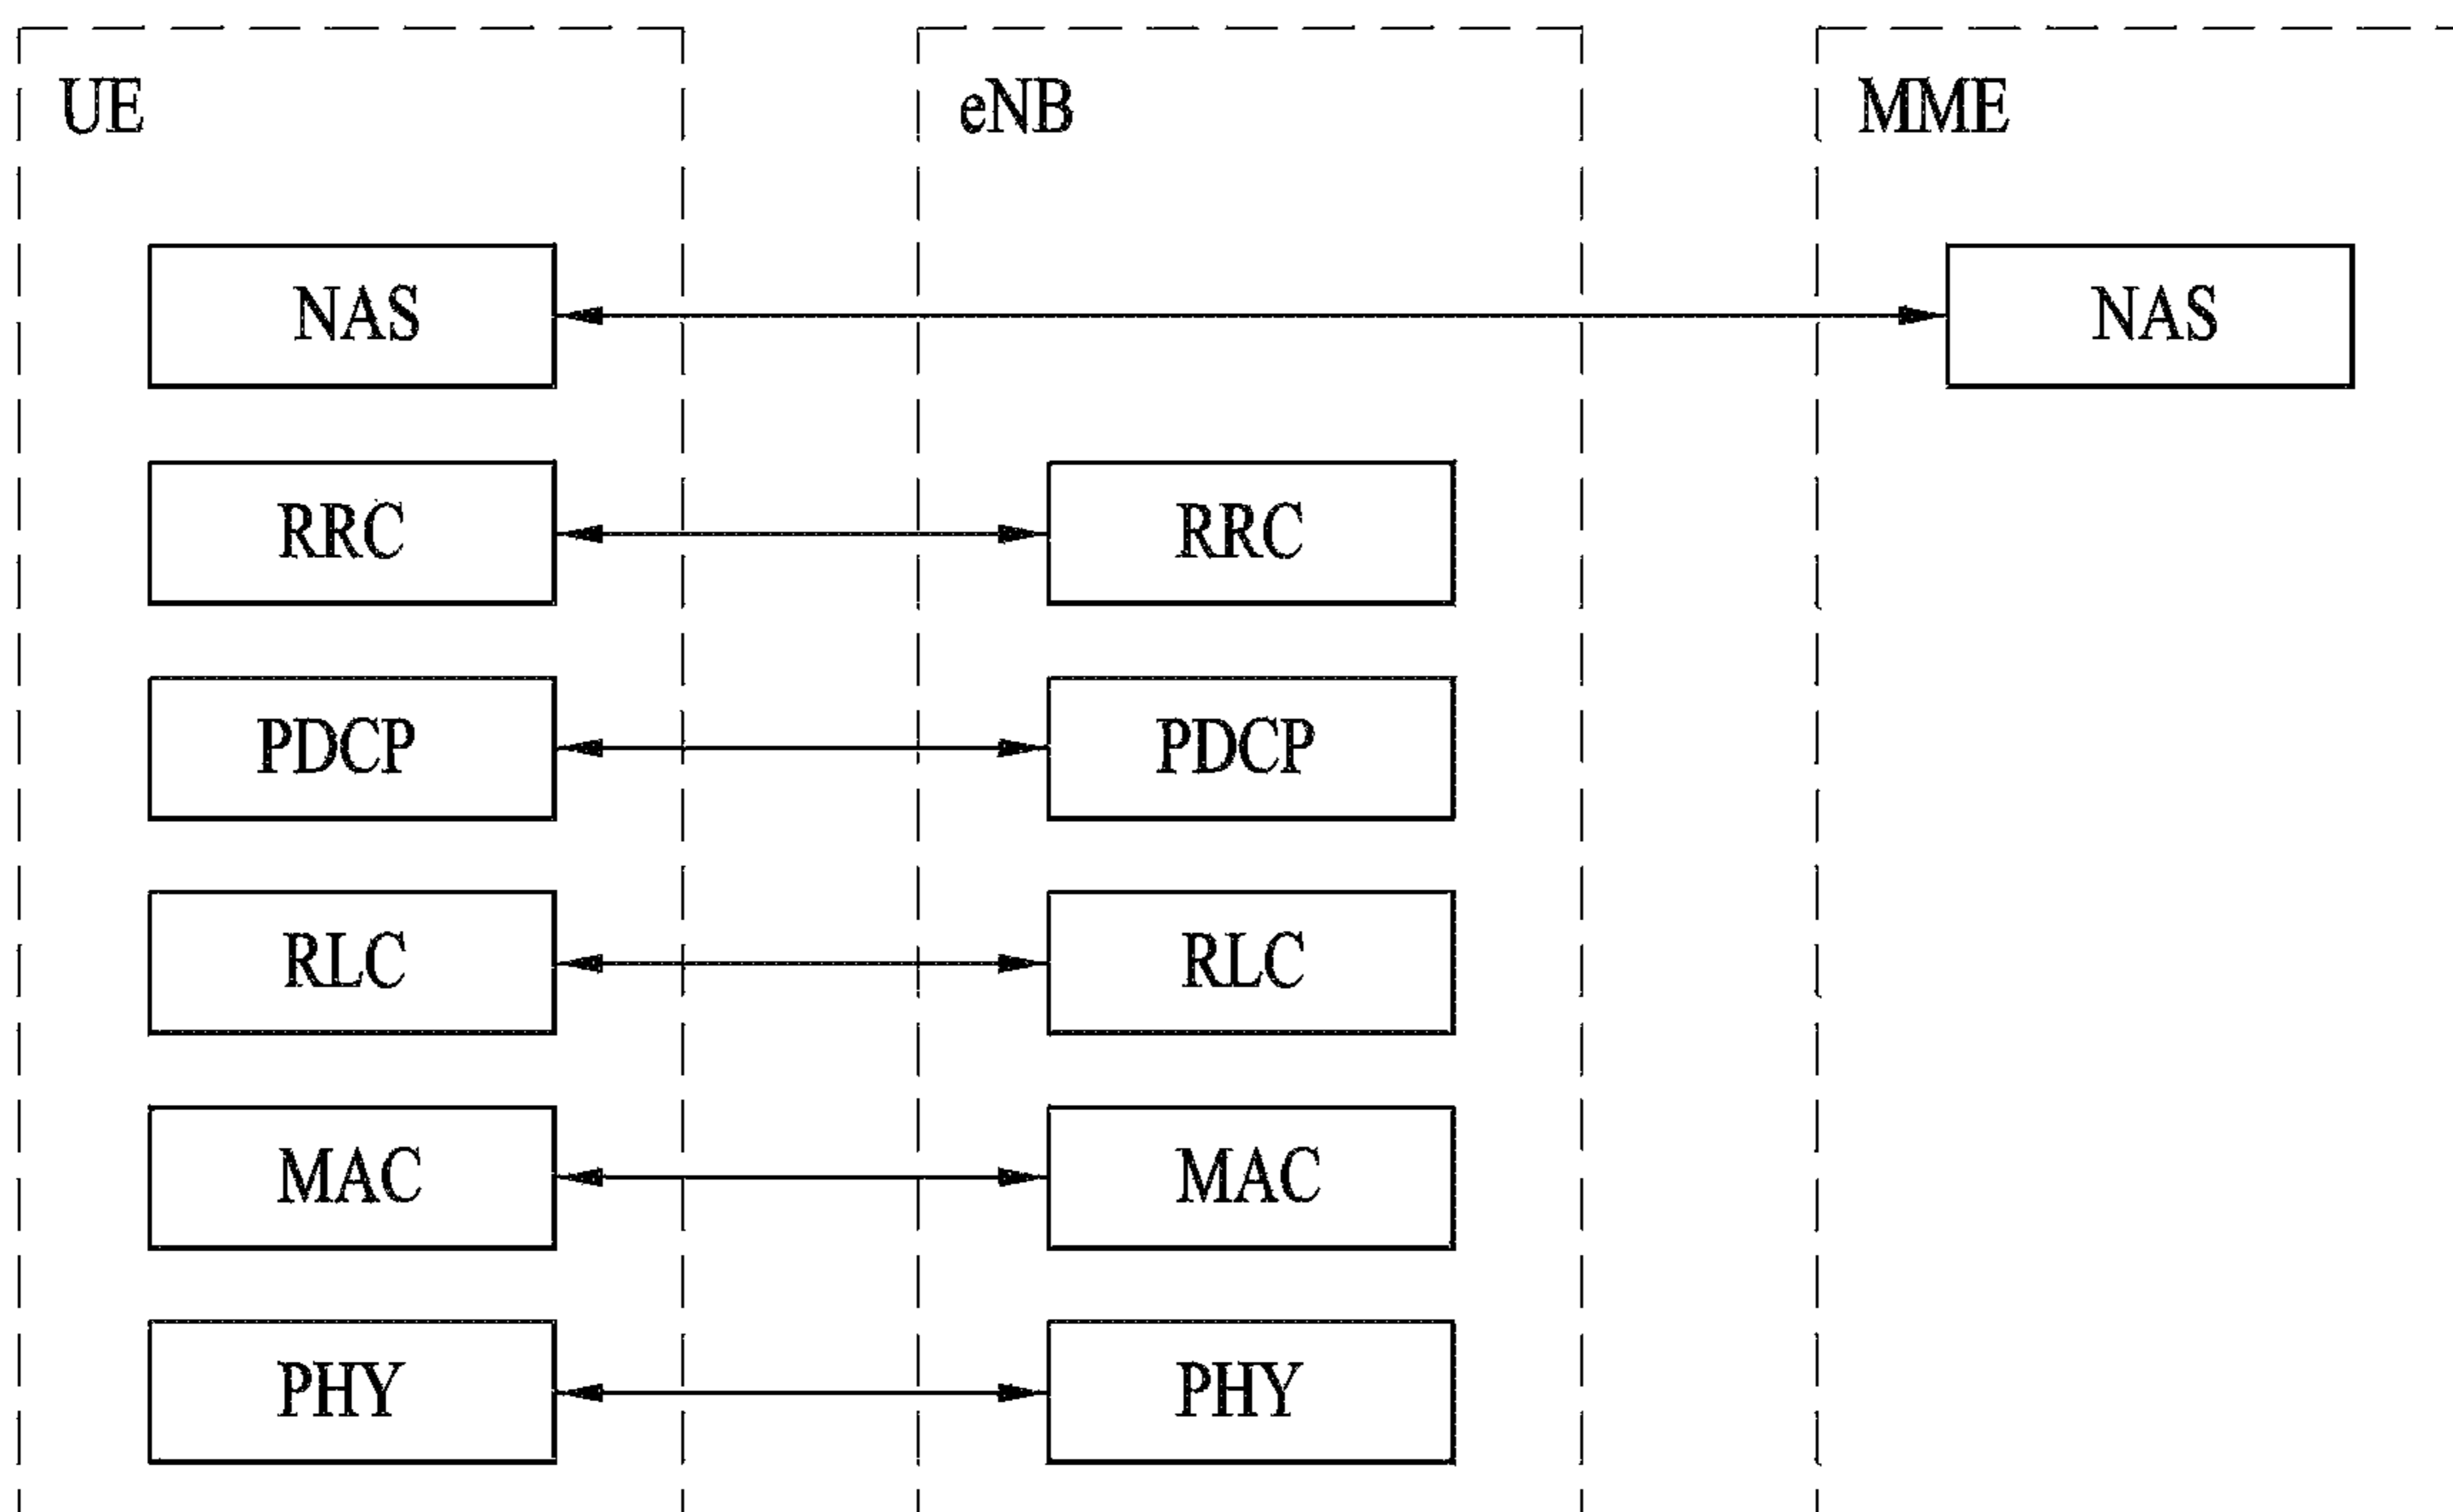 UE
eNB
MME
NAS
NAS
RRC
RRC
PDCP
PDCP
RLC
RLC
MAC
MAC
PHY
PHY